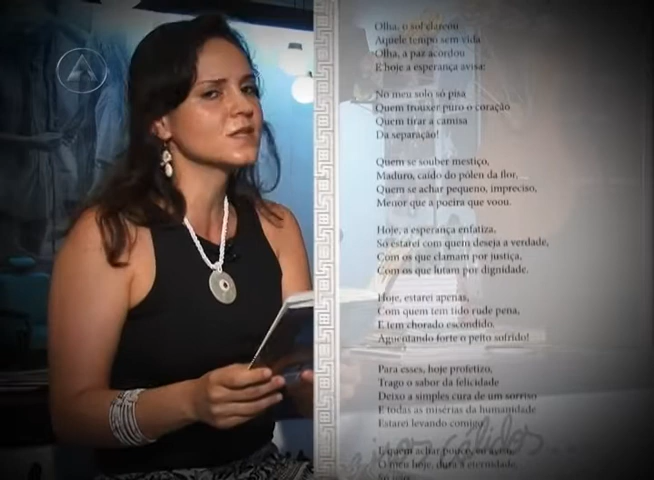 Olha, o sol clareou
Aquele tempo sem vida
Olha, a paz acordou
E hoje a esperança avisa:
No meu solo só pisa
Quem trouxer puro o coração
Quem tirar a camisa
Da separação!
Quem se souber mestiço,
Maduro, caído do pólen da flor,
Quem se achar pequeno, impreciso,
Menor que a poeira que voou.
Hoje, a esperança enfatiza,
Só estarei com quem deseja a verdade,
Com os que clamam por justiça,
Com os que lutam por dignidade.
Hoje, estarei apenas,
Com quem tem tido rude pena,
E tem chorado escondido,
Aguentando forte o peito sofrido!
Para esses, hoje profetizo,
Trago o sabor da felicidade
Deixo a simples cura de um sorriso
E todas as misérias da humanidade
Estarei levando comigo
E quem achar pouco, só aviso,
O meu hoje, dura a eternidade,
cálidos